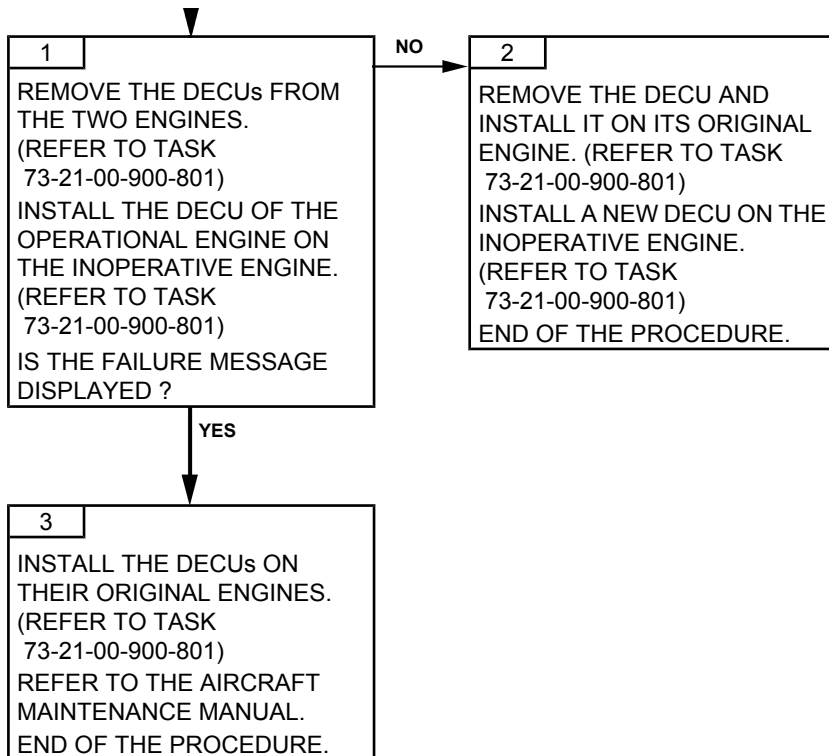 1
REMOVE THE DECUs FROM
THE TWO ENGINES.
(REFER TO TASK
73-21-00-900-801)
INSTALL THE DECU OF THE
OPERATIONAL ENGINE ON
THE INOPERATIVE ENGINE.
(REFER TO TASK
73-21-00-900-801)
IS THE FAILURE MESSAGE
DISPLAYED ?
NO
2
REMOVE THE DECU AND
INSTALL IT ON ITS ORIGINAL
ENGINE. (REFER TO TASK
73-21-00-900-801)
INSTALL A NEW DECU ON THE
INOPERATIVE ENGINE.
(REFER TO TASK
73-21-00-900-801)
END OF THE PROCEDURE.
YES
3
INSTALL THE DECUs ON
THEIR ORIGINAL ENGINES.
(REFER TO TASK
73-21-00-900-801)
REFER TO THE AIRCRAFT
MAINTENANCE MANUAL.
END OF THE PROCEDURE.